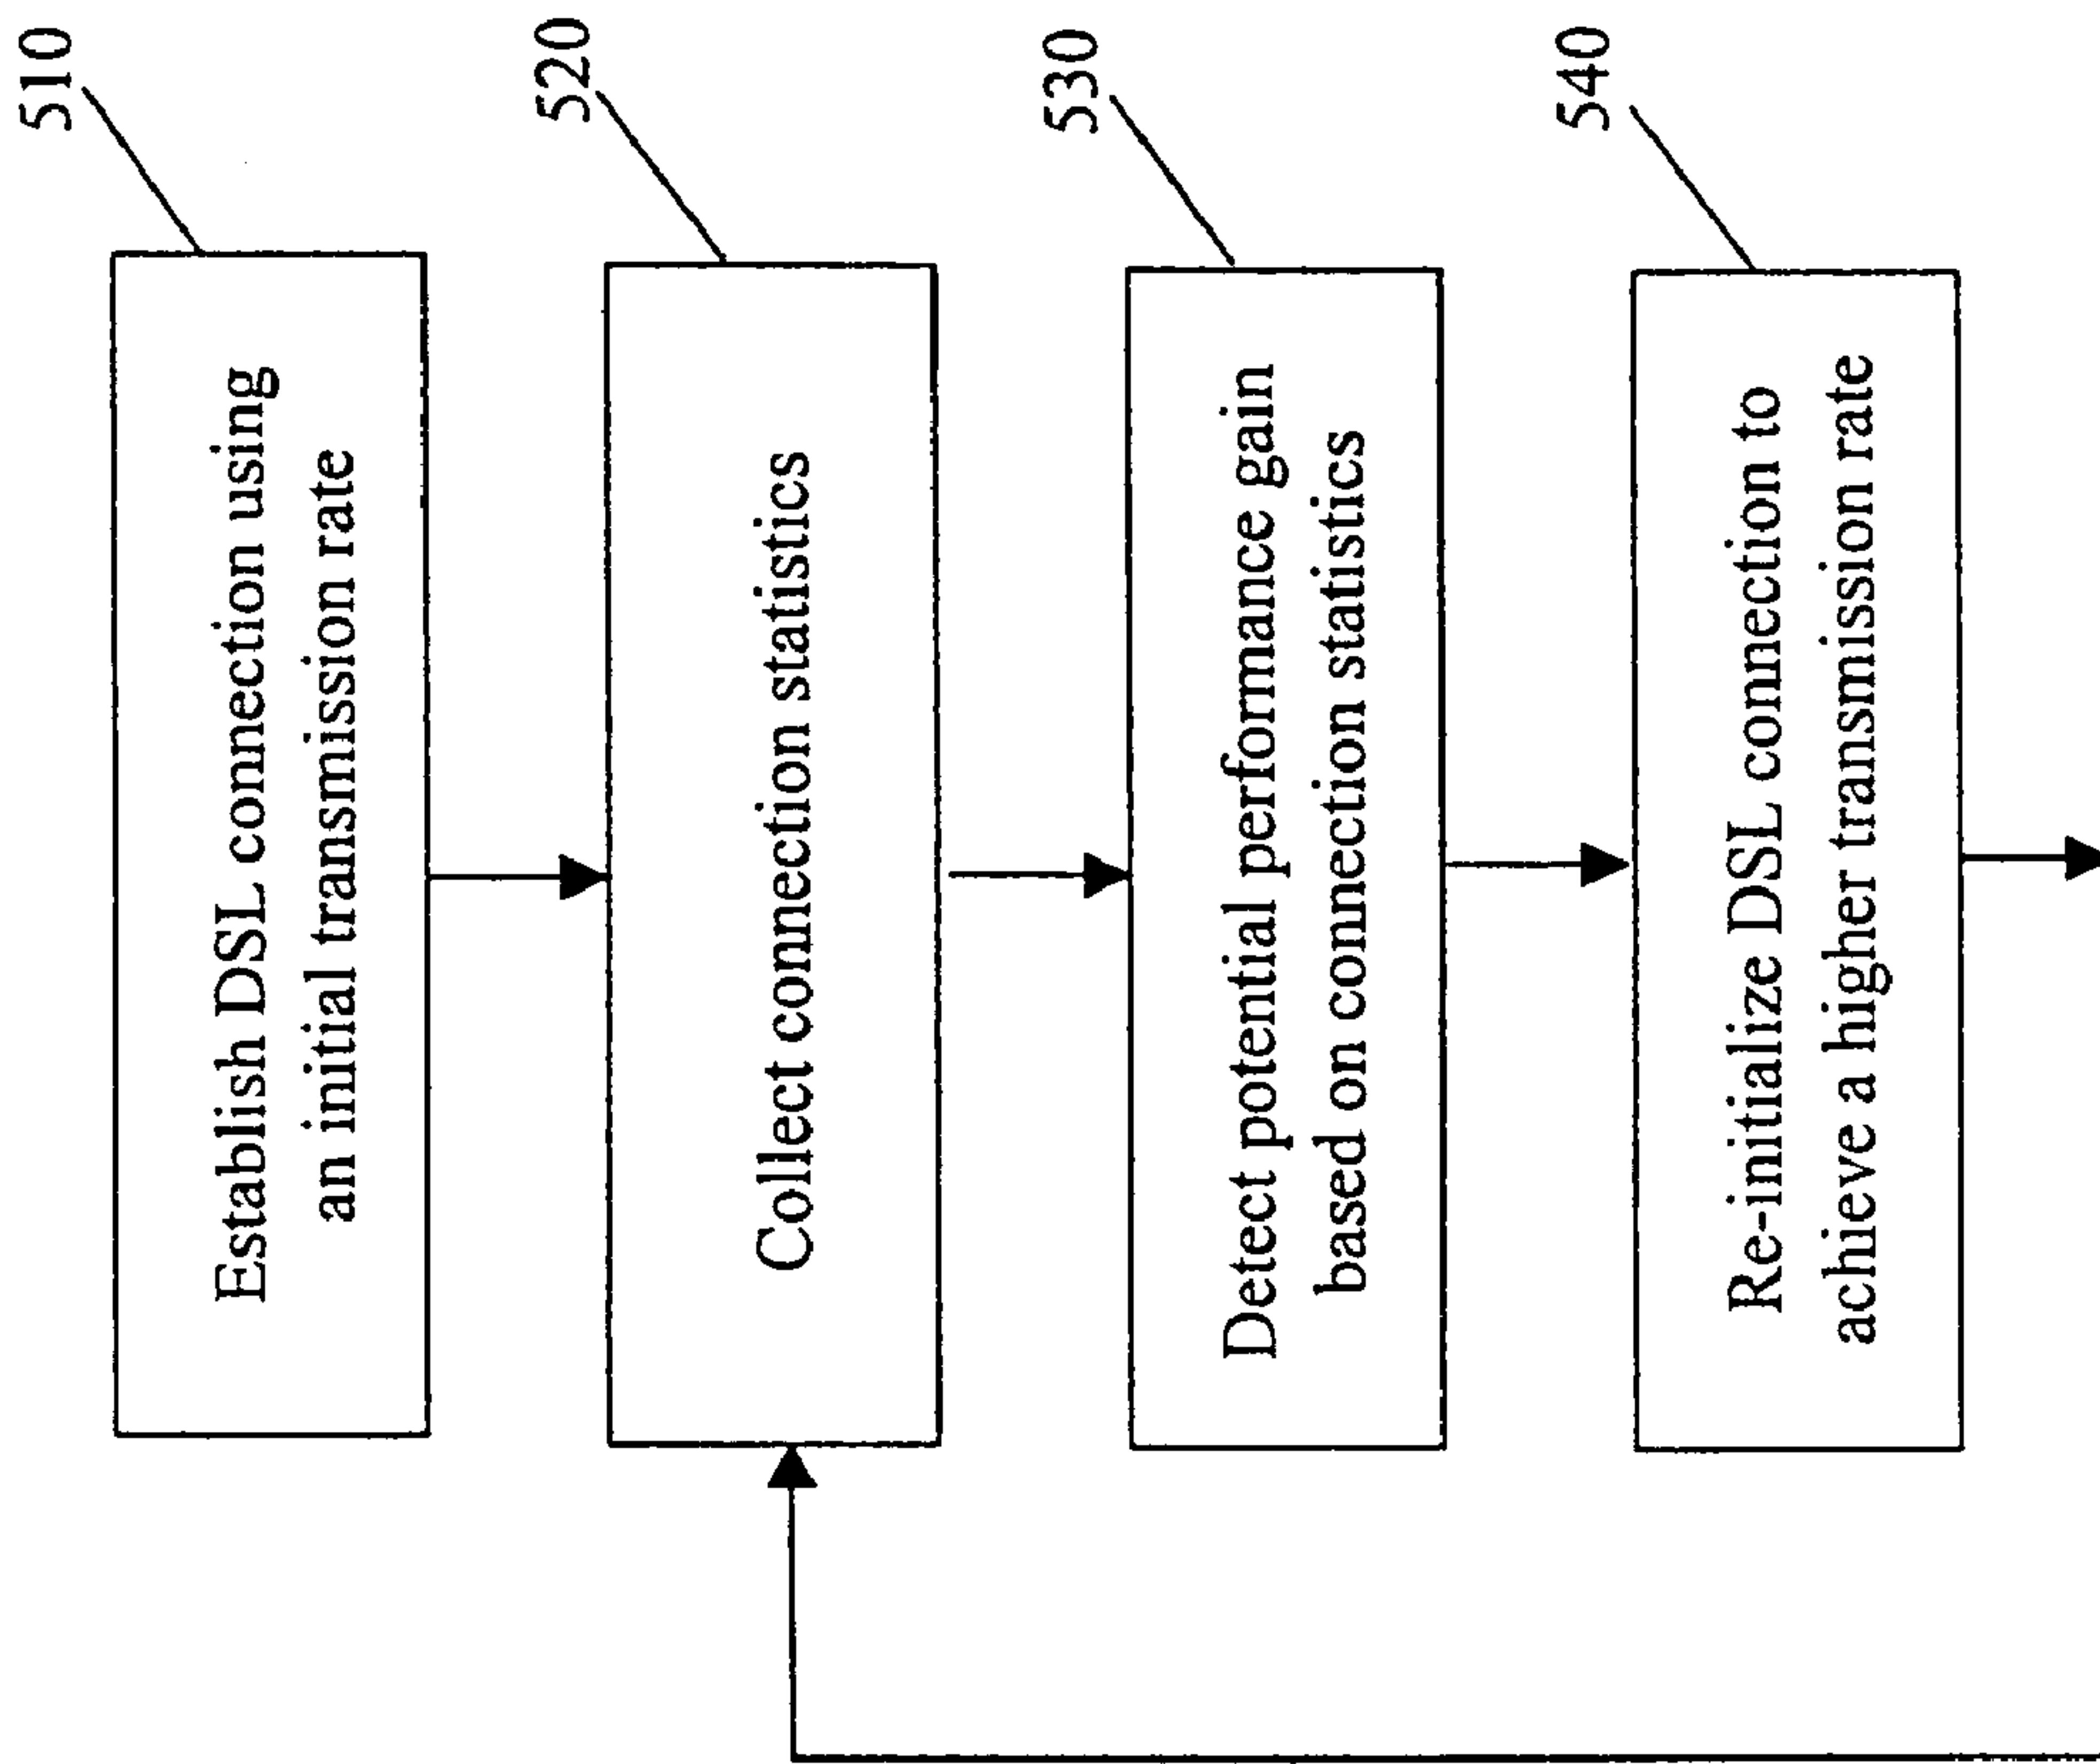 510
Establish DSL connection using
an initial transmission rate
520
Collect connection statistics
530
Detect potential performance gain
based on connection statistics
540
Re-initialize DSL connection to
achieve a higher transmission rate